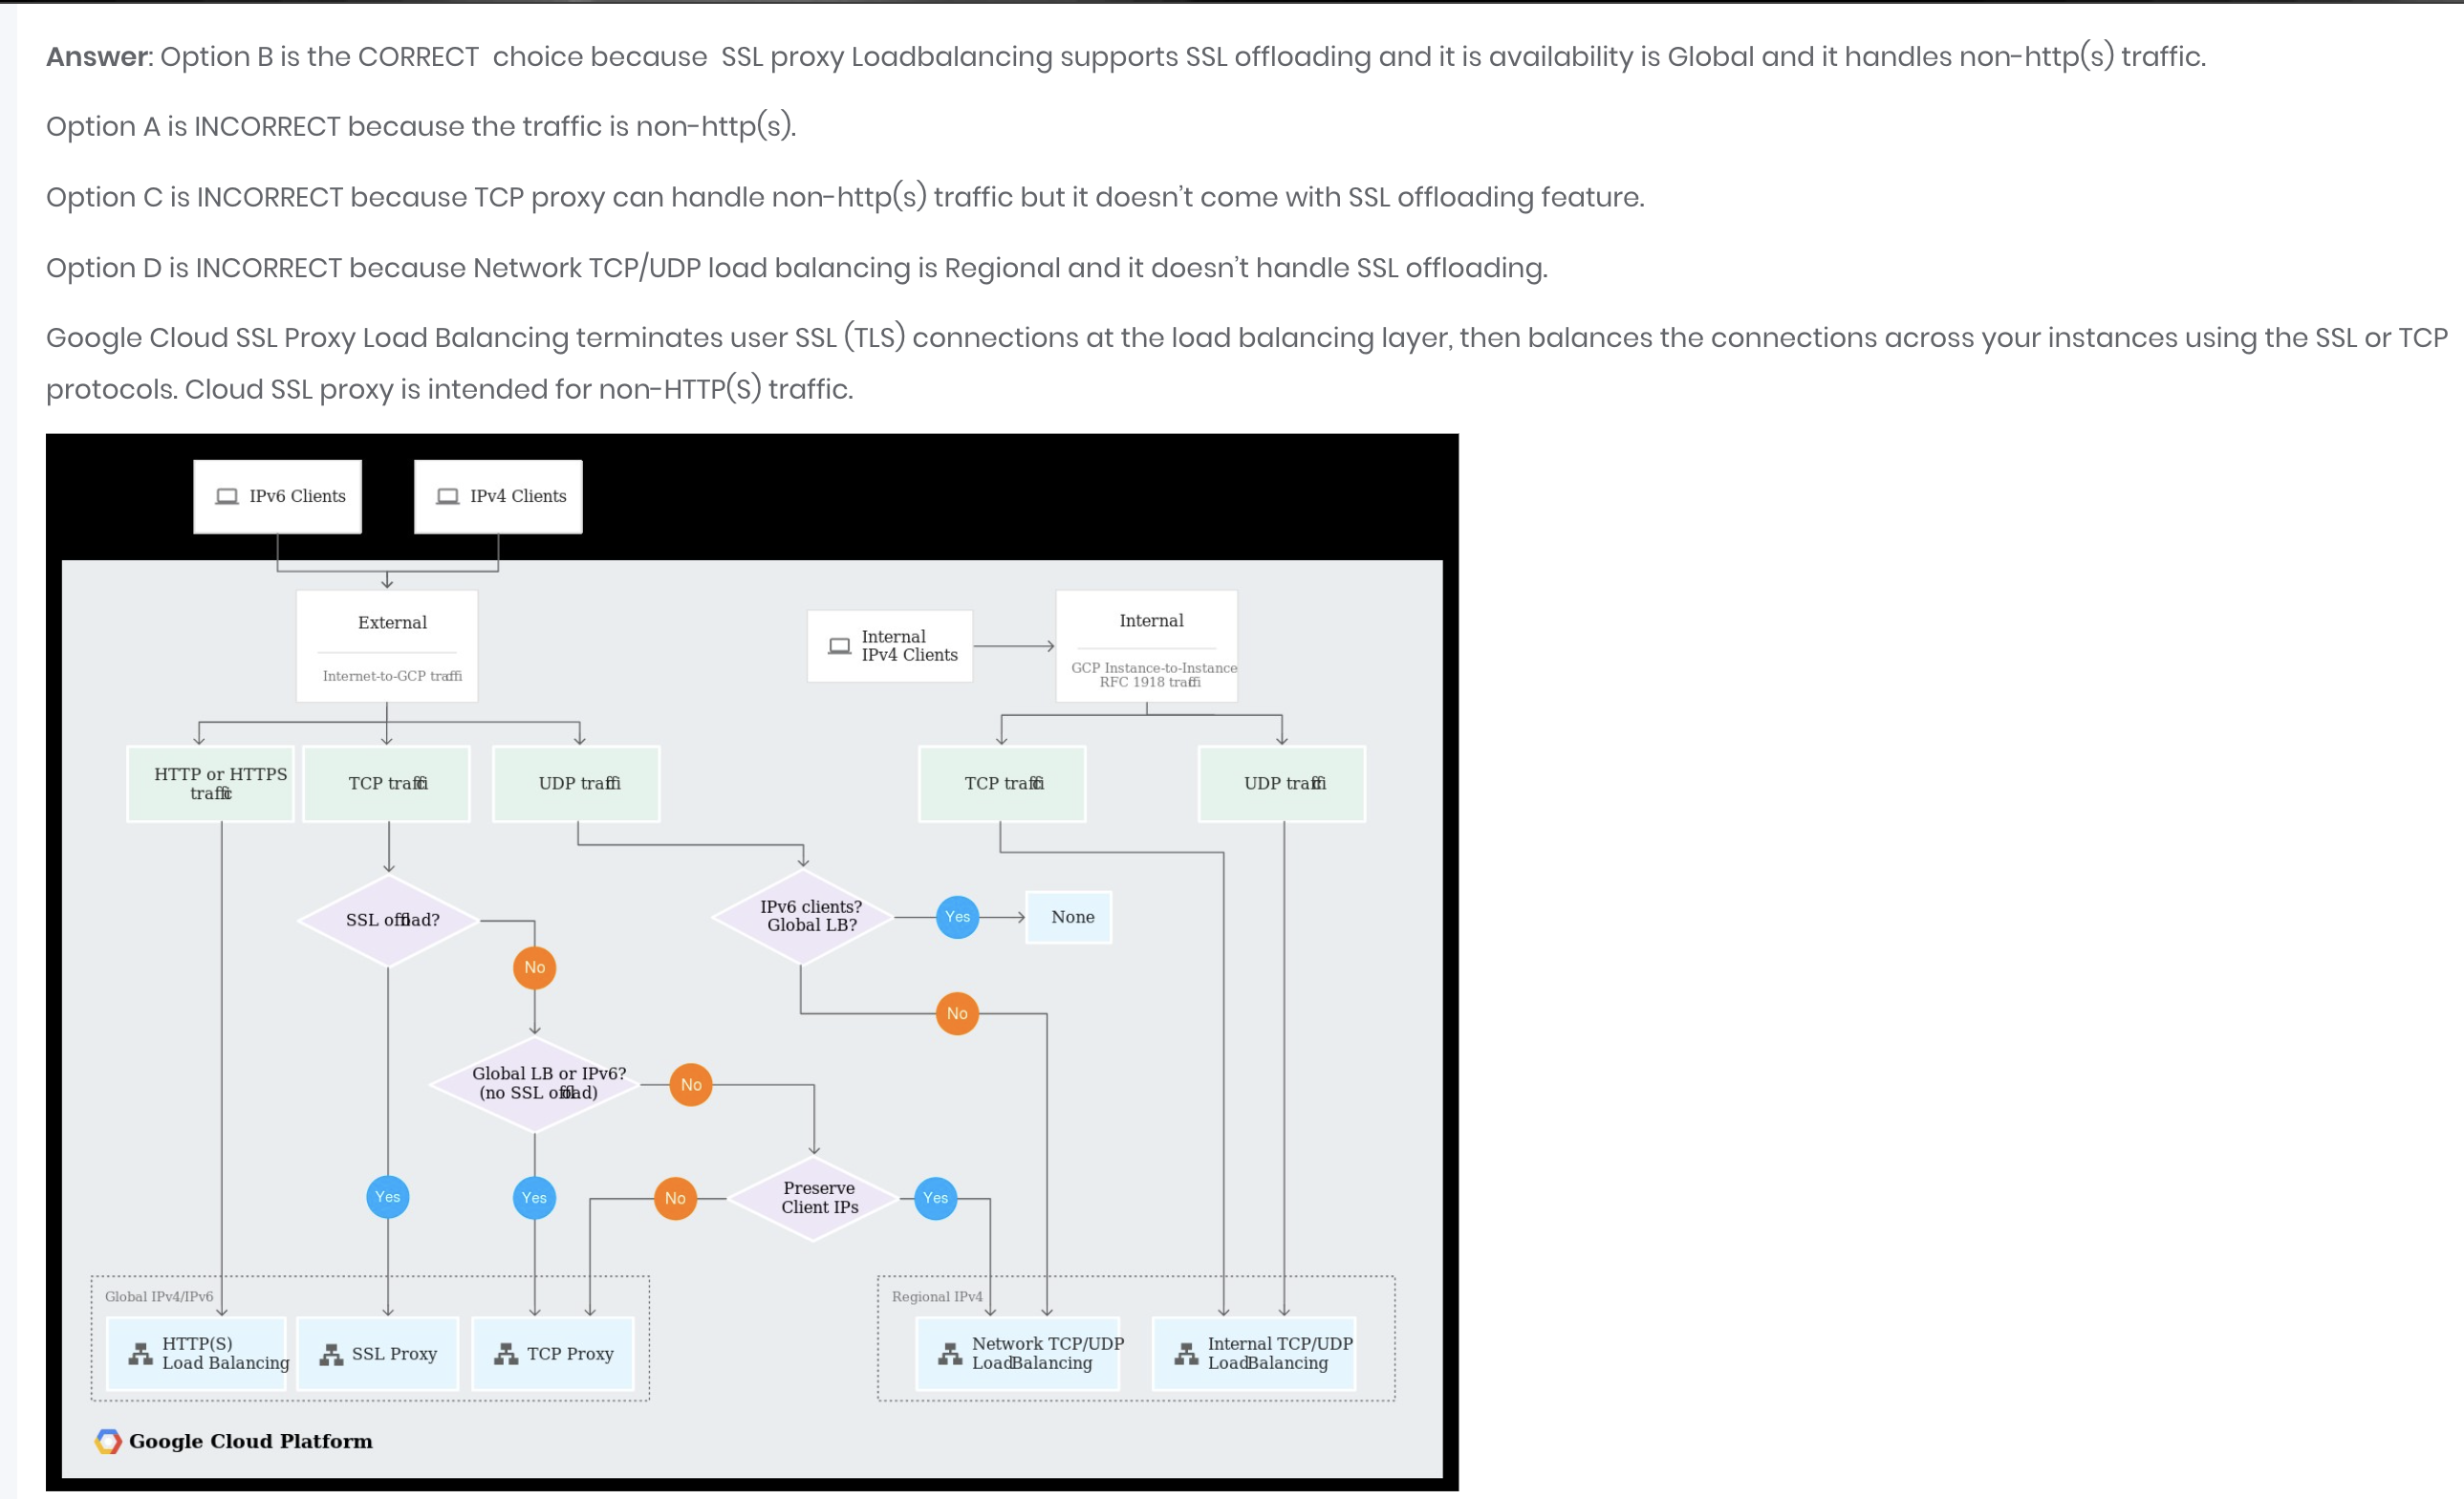 Answer: Option B is the CORRECT  choice because  SSL proxy Loadbalancing supports SSL offloading and it is availability is Global and it handles non-http(s) traffic.
Option A is INCORRECT because the traffic is non-http(s).
Option C is INCORRECT because TCP proxy can handle non-http(s) traffic but it doesn’t come with SSL offloading feature.
Option D is INCORRECT because Network TCP/UDP load balancing is Regional and it doesn’t handle SSL offloading.
Google Cloud SSL Proxy Load Balancing terminates user SSL (TLS) connections at the load balancing layer, then balances the connections across your instances using the SSL or TCP
protocols. Cloud SSL proxy is intended for non-HTTP(S) traffic.
IPv6 Clients
IPv4 Clients
External
Internet-to-GCP traffic
Internal
IPv4 Clients
Internal
GCP Instance-to-Instance
RFC 1918 traffic
HTTP or HTTPS
traffic
TCP traffic
UDP traffic
TCP traffic
UDP traffic
SSL offload?
No
IPv6 clients?
Global LB?
Yes
None
No
Global LB or IPv6?
(no SSL offload)
No
Yes
Yes
No
Preserve
Client IPs
Yes
Global IPv4/IPv6
HTTP(S)
Load Balancing
SSL Proxy
TCP Proxy
Regional IPv4
Network TCP/UDP
LoadBalancing
Internal TCP/UDP
LoadBalancing
Google Cloud Platform